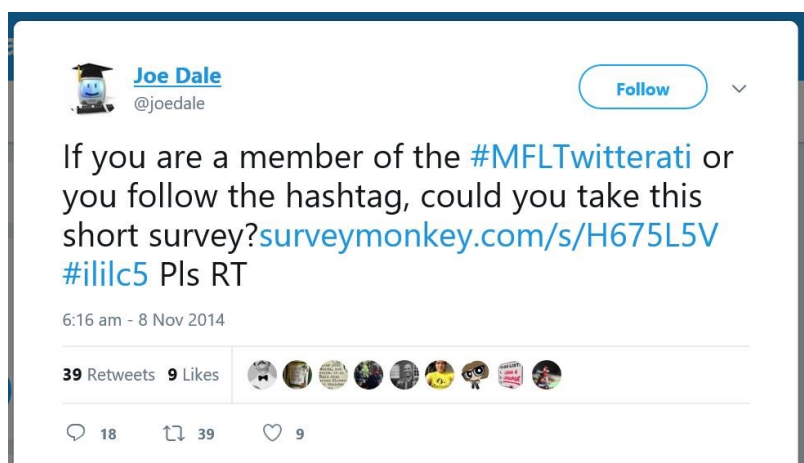 Joe Dale
@joedale
Follow
If you are a member of the #MFLTwitterati or
you follow the hashtag, could you take this
short survey?surveymonkey.com/s/H675L5V
#ililc5 Pls RT
6:16 am - 8 Nov 2014
39 Retweets 9 Likes
18 39 9